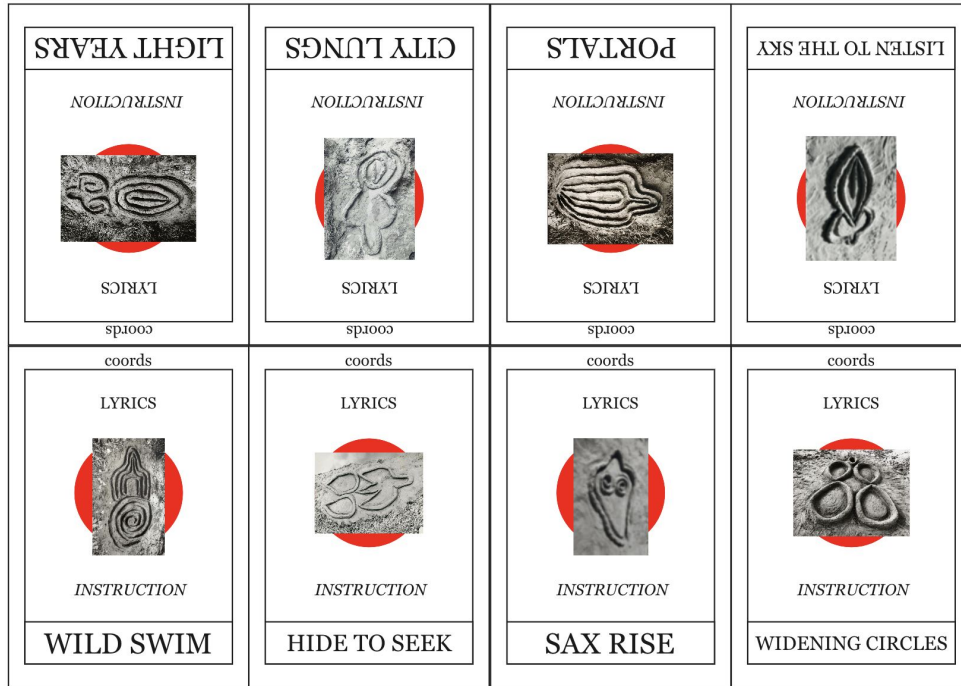 LIGHT YEARS
INSTRUCTION
LYRICS
coords
CITY LUNGS
INSTRUCTION
LYRICS
coords
PORTALS
INSTRUCTION
LYRICS
coords
LISTEN TO THE SKY
INSTRUCTION
LYRICS
coords
coords
LYRICS
INSTRUCTION
WILD SWIM
coords
LYRICS
INSTRUCTION
HIDE TO SEEK
coords
LYRICS
INSTRUCTION
SAX RISE
coords
LYRICS
INSTRUCTION
WIDENING CIRCLES